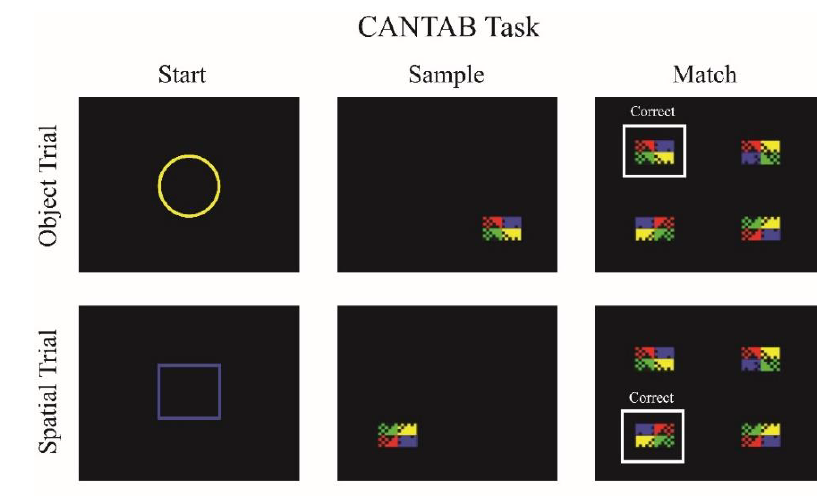 CANTAB Task
Start
Sample
Match
Object Trial
Correct
Spatial Trial
Correct